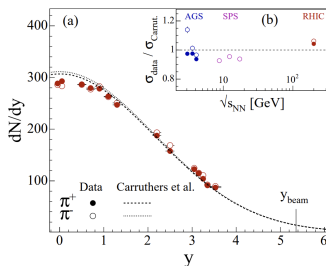 (b)
AGS SPS RHIC
σdata / σCarrut.
1.2
1
0.8
10
10²
√sNN [GeV]
500
400
300
200
100
dN/dy
(a)
Data Carruthers et al.
π⁺
π⁻
ybeam
0 1 2 3 4 5 6
y